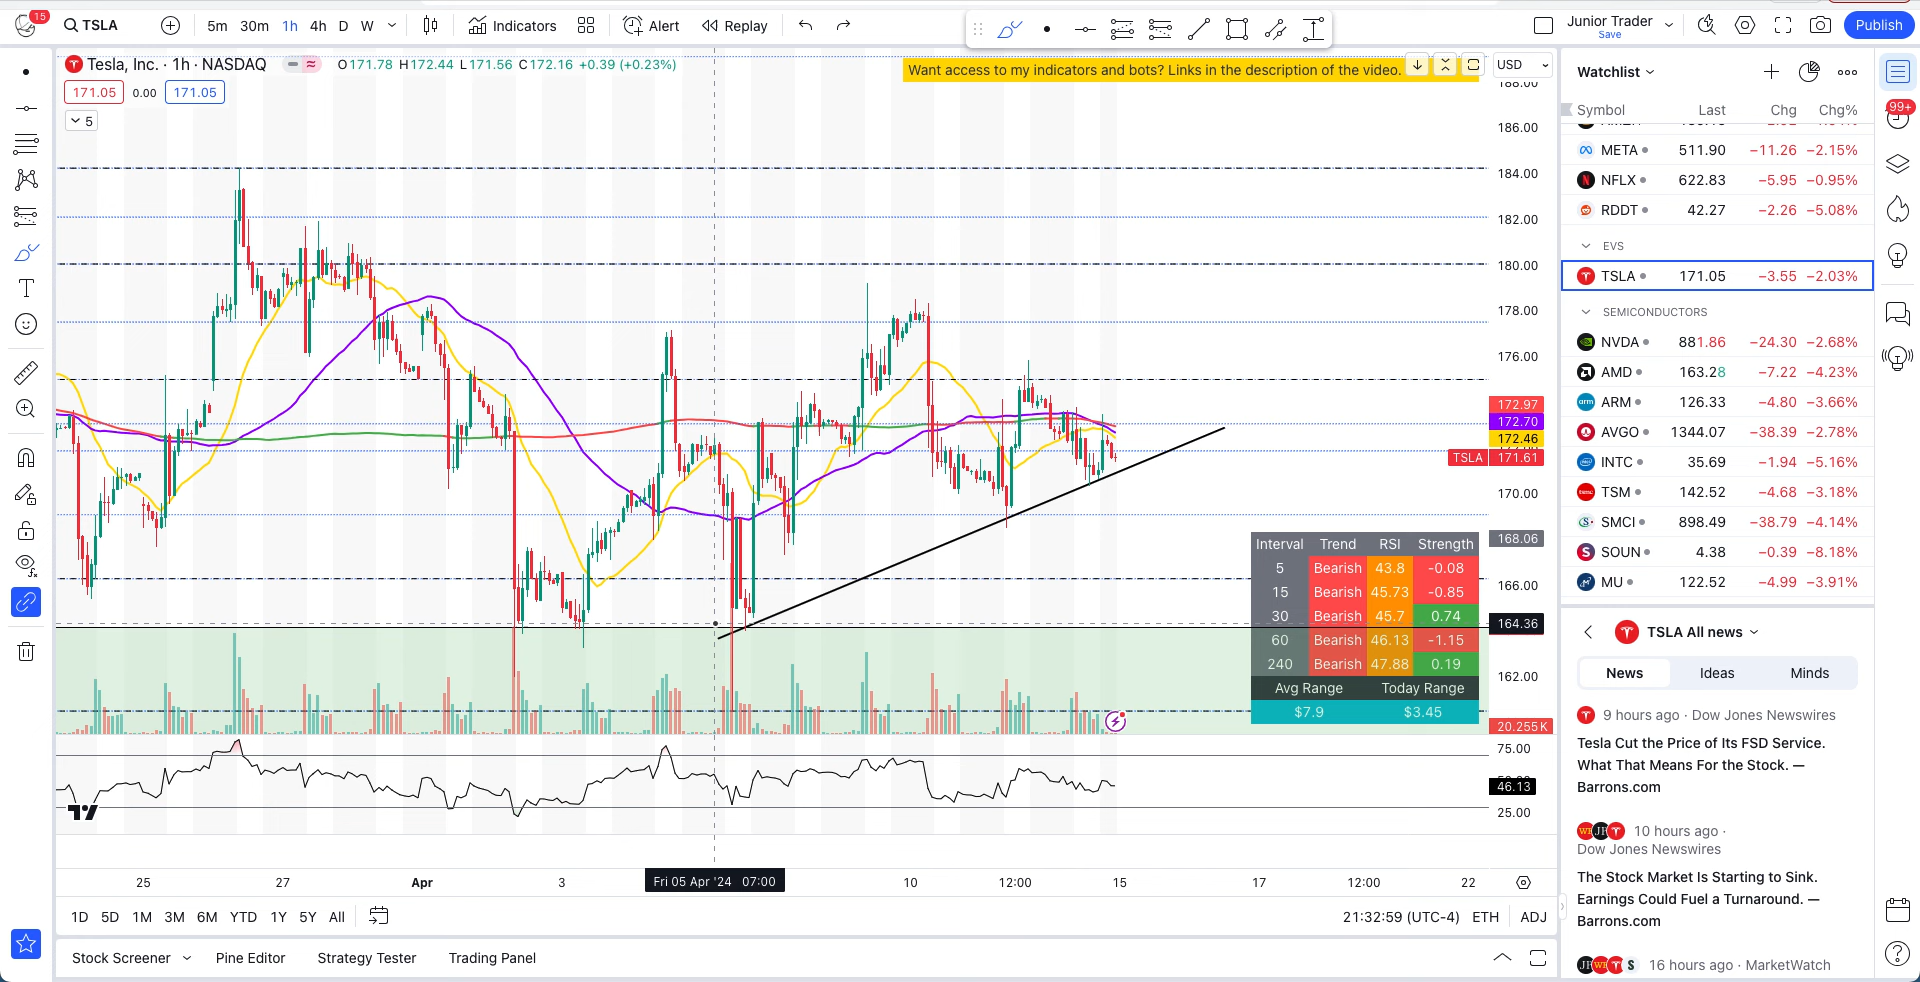 15
TSLA
5m 30m 1h 4h D W
Indicators
Alert
Replay
Junior Trader
Save
Publish
Tesla, Inc. · 1h · NASDAQ
O171.78 H172.44 L171.56 C172.16 +0.39 (+0.23%)
171.05 0.00 171.05
5
Want access to my indicators and bots? Links in the description of the video.
USD
188.00
186.00
184.00
182.00
180.00
178.00
176.00
172.97
172.70
172.46
TSLA 171.61
170.00
168.06
166.00
164.36
162.00
20.255K
75.00
46.13
25.00
Interval Trend RSI Strength
5 Bearish 43.8 -0.08
15 Bearish 45.73 -0.85
30 Bearish 45.7 0.74
60 Bearish 46.13 -1.15
240 Bearish 47.88 0.19
Avg Range Today Range
$7.9 $3.45
25 27 Apr 3 Fri 05 Apr '24 07:00 10 12:00 15 17 12:00 22
1D 5D 1M 3M 6M YTD 1Y 5Y All
21:32:59 (UTC-4) ETH ADJ
Stock Screener Pine Editor Strategy Tester Trading Panel
Watchlist
Symbol Last Chg Chg%
META 511.90 −11.26 −2.15%
NFLX 622.83 −5.95 −0.95%
RDDT 42.27 −2.26 −5.08%
EVS
TSLA 171.05 −3.55 −2.03%
SEMICONDUCTORS
NVDA 881.86 −24.30 −2.68%
AMD 163.28 −7.22 −4.23%
ARM 126.33 −4.80 −3.66%
AVGO 1344.07 −38.39 −2.78%
INTC 35.69 −1.94 −5.16%
TSM 142.52 −4.68 −3.18%
SMCI 898.49 −38.79 −4.14%
SOUN 4.38 −0.39 −8.18%
MU 122.52 −4.99 −3.91%
99+
TSLA All news
News Ideas Minds
9 hours ago · Dow Jones Newswires
Tesla Cut the Price of Its FSD Service.
What That Means For the Stock. —
Barrons.com
10 hours ago ·
Dow Jones Newswires
The Stock Market Is Starting to Sink.
Earnings Could Fuel a Turnaround. —
Barrons.com
16 hours ago · MarketWatch